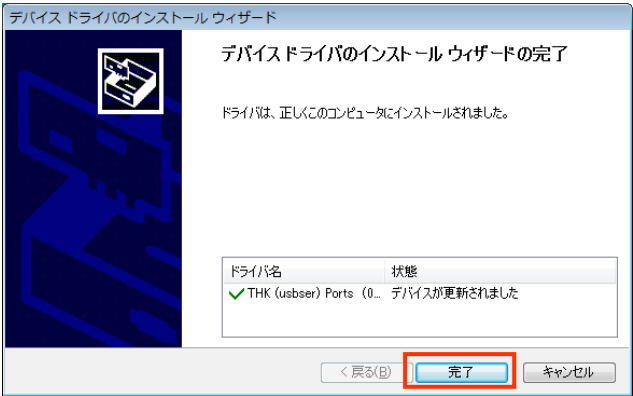 デバイス ドライバのインストール ウィザード
デバイス ドライバのインストール ウィザードの完了
ドライバは、正しくこのコンピュータにインストールされました。
ドライバ名 状態
THK (usbser) Ports (0... デバイスが更新されました
< 戻る(B) 完了 キャンセル